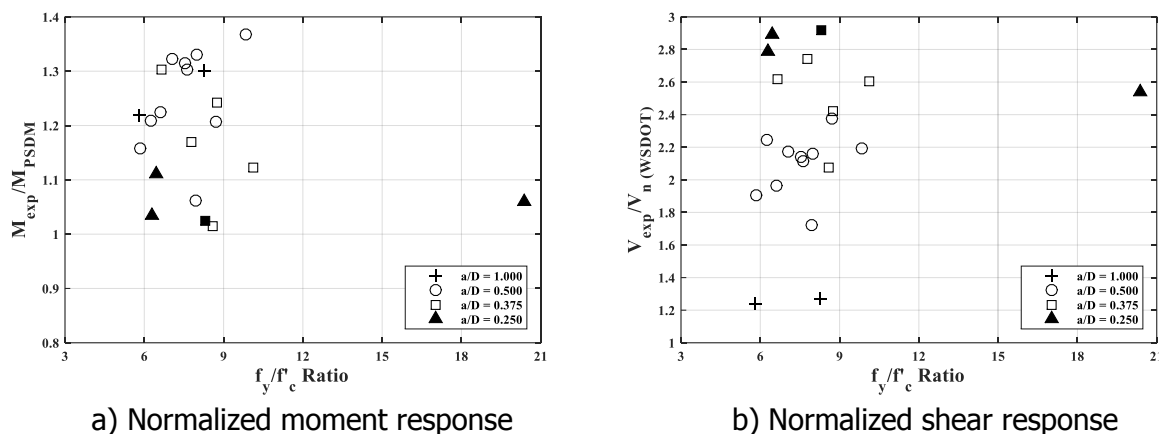 1.4
1.3
1.2
1.1
1
0.9
0.8
M_exp/M_PSDM
3 6 9 12 15 18 21
f_y/f'_c Ratio
a/D = 1.000
a/D = 0.500
a/D = 0.375
a/D = 0.250
a) Normalized moment response
3
2.8
2.6
2.4
2.2
2
1.8
1.6
1.4
1.2
1
V_exp/V_n (WSDOT)
3 6 9 12 15 18 21
f_y/f'_c Ratio
a/D = 1.000
a/D = 0.500
a/D = 0.375
a/D = 0.250
b) Normalized shear response